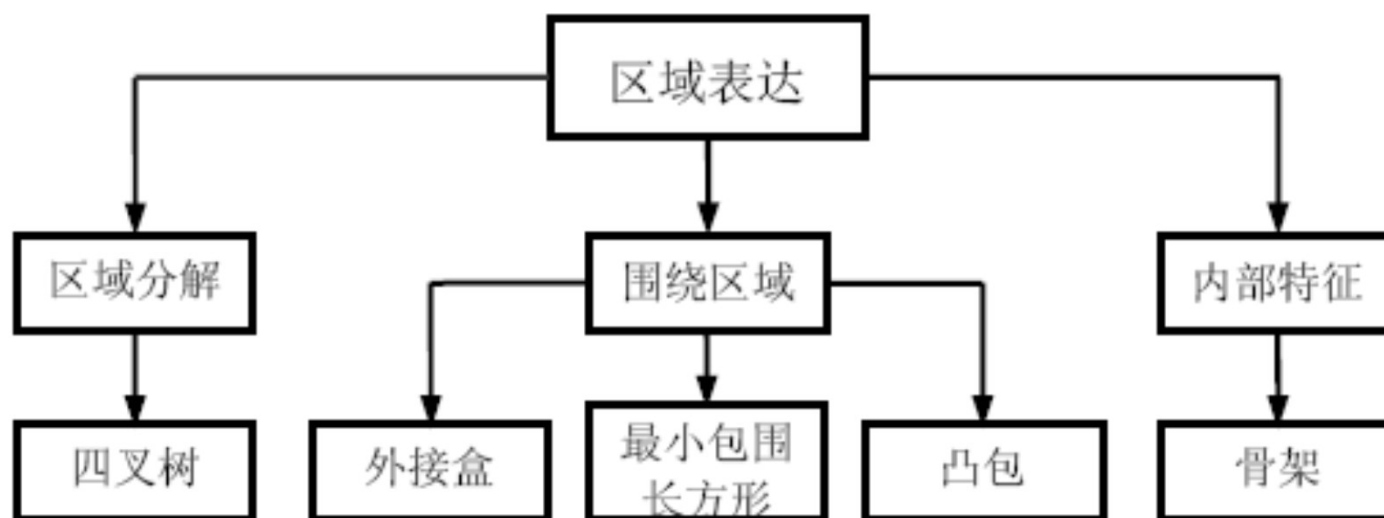 区域表达
区域分解
围绕区域
内部特征
四叉树
外接盒
最小包围
长方形
凸包
骨架